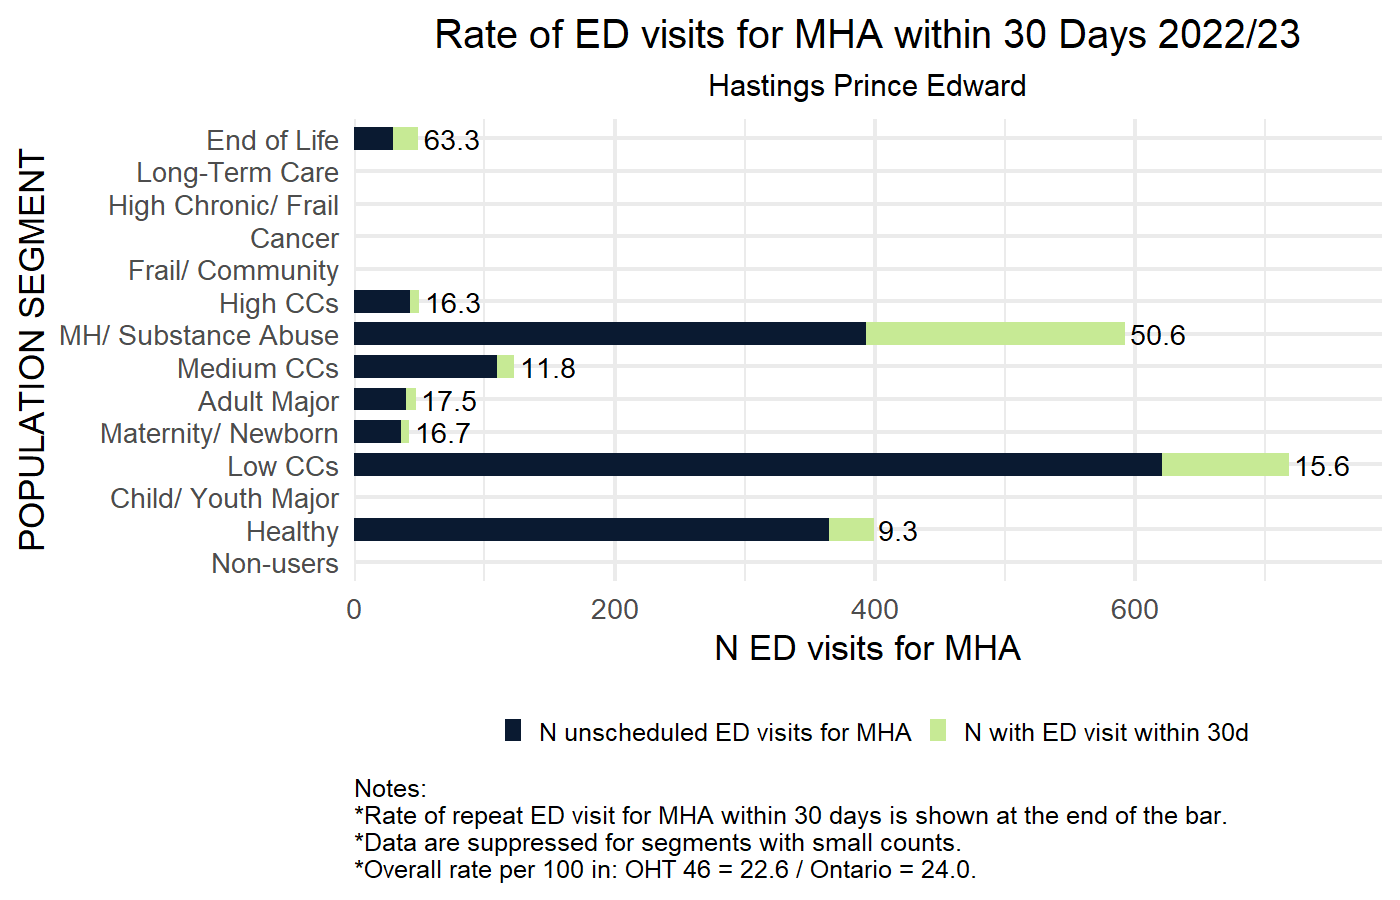 Rate of ED visits for MHA within 30 Days 2022/23
Hastings Prince Edward
POPULATION SEGMENT
End of Life 63.3
Long-Term Care
High Chronic/ Frail
Cancer
Frail/ Community
High CCs 16.3
MH/ Substance Abuse 50.6
Medium CCs 11.8
Adult Major 17.5
Maternity/ Newborn 16.7
Low CCs 15.6
Child/ Youth Major
Healthy 9.3
Non-users
0 200 400 600
N ED visits for MHA
N unscheduled ED visits for MHA N with ED visit within 30d
Notes:
*Rate of repeat ED visit for MHA within 30 days is shown at the end of the bar.
*Data are suppressed for segments with small counts.
*Overall rate per 100 in: OHT 46 = 22.6 / Ontario = 24.0.